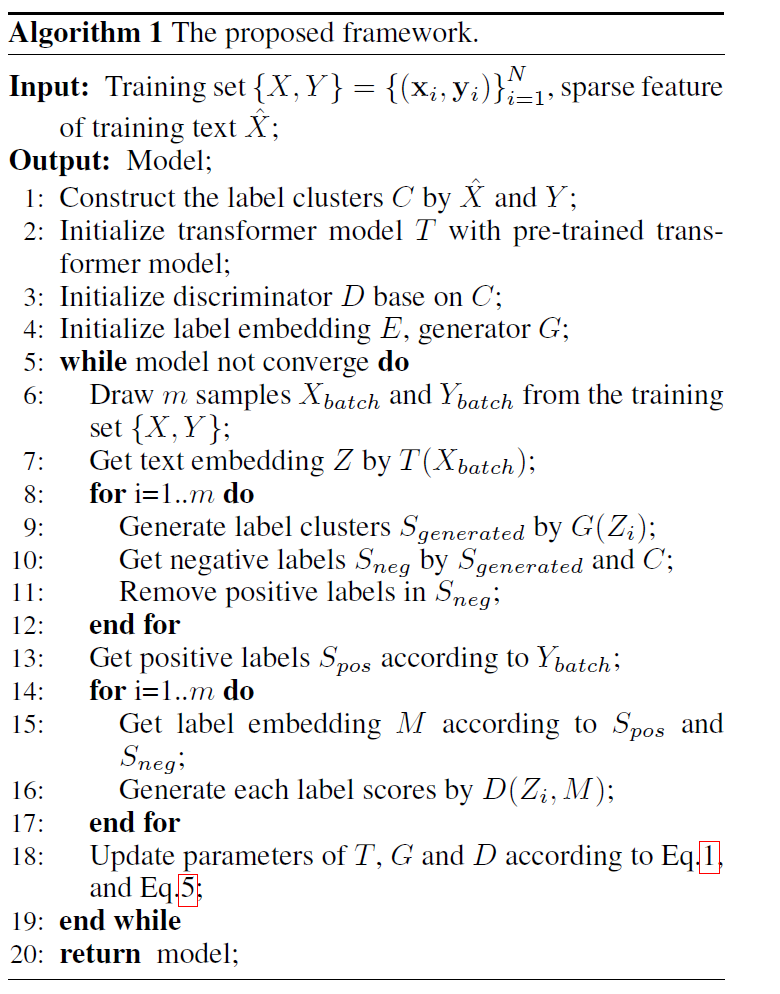 Algorithm 1 The proposed framework.
Input: Training set {X, Y} = {(x_i, y_i)}_{i=1}^N, sparse feature
of training text X̂;
Output: Model;
1: Construct the label clusters C by X̂ and Y;
2: Initialize transformer model T with pre-trained trans-
former model;
3: Initialize discriminator D base on C;
4: Initialize label embedding E, generator G;
5: while model not converge do
6: Draw m samples X_{batch} and Y_{batch} from the training
set {X, Y};
7: Get text embedding Z by T(X_{batch});
8: for i=1..m do
9: Generate label clusters S_{generated} by G(Z_i);
10: Get negative labels S_{neg} by S_{generated} and C;
11: Remove positive labels in S_{neg};
12: end for
13: Get positive labels S_{pos} according to Y_{batch};
14: for i=1..m do
15: Get label embedding M according to S_{pos} and
S_{neg};
16: Generate each label scores by D(Z_i, M);
17: end for
18: Update parameters of T, G and D according to Eq.1,
and Eq.5;
19: end while
20: return model;